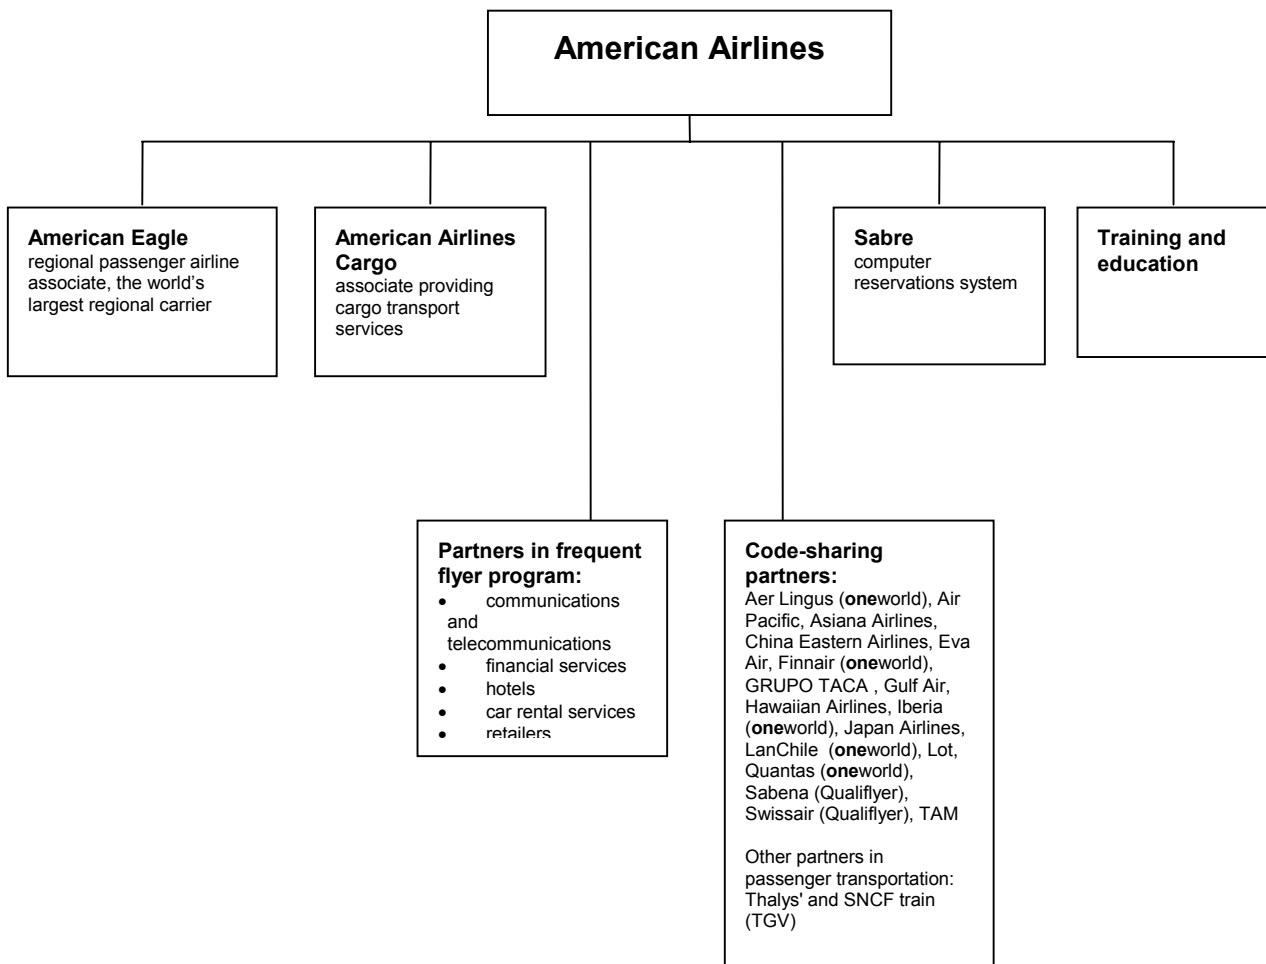 American Airlines
American Eagle
regional passenger airline
associate, the world's
largest regional carrier
American Airlines
Cargo
associate providing
cargo transport
services
Sabre
computer
reservations system
Training and
education
Partners in frequent
flyer program:
• communications
and
telecommunications
• financial services
• hotels
• car rental services
• retailers
Code-sharing
partners:
Aer Lingus (oneworld), Air
Pacific, Asiana Airlines,
China Eastern Airlines, Eva
Air, Finnair (oneworld),
GRUPO TACA , Gulf Air,
Hawaiian Airlines, Iberia
(oneworld), Japan Airlines,
LanChile (oneworld), Lot,
Quantas (oneworld),
Sabena (Qualiflyer),
Swissair (Qualiflyer), TAM
Other partners in
passenger transportation:
Thalys' and SNCF train
(TGV)